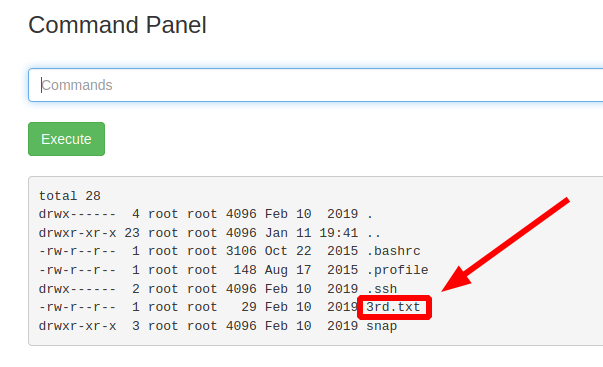 Command Panel
Commands
Execute
total 28
drwx------  4 root root 4096 Feb 10  2019 .
drwxr-xr-x 23 root root 4096 Jan 11 19:41 ..
-rw-r--r--  1 root root 3106 Oct 22  2015 .bashrc
-rw-r--r--  1 root root  148 Aug 17  2015 .profile
drwx------  2 root root 4096 Feb 10  2019 .ssh
-rw-r--r--  1 root root   29 Feb 10  2019 3rd.txt
drwxr-xr-x  3 root root 4096 Feb 10  2019 snap